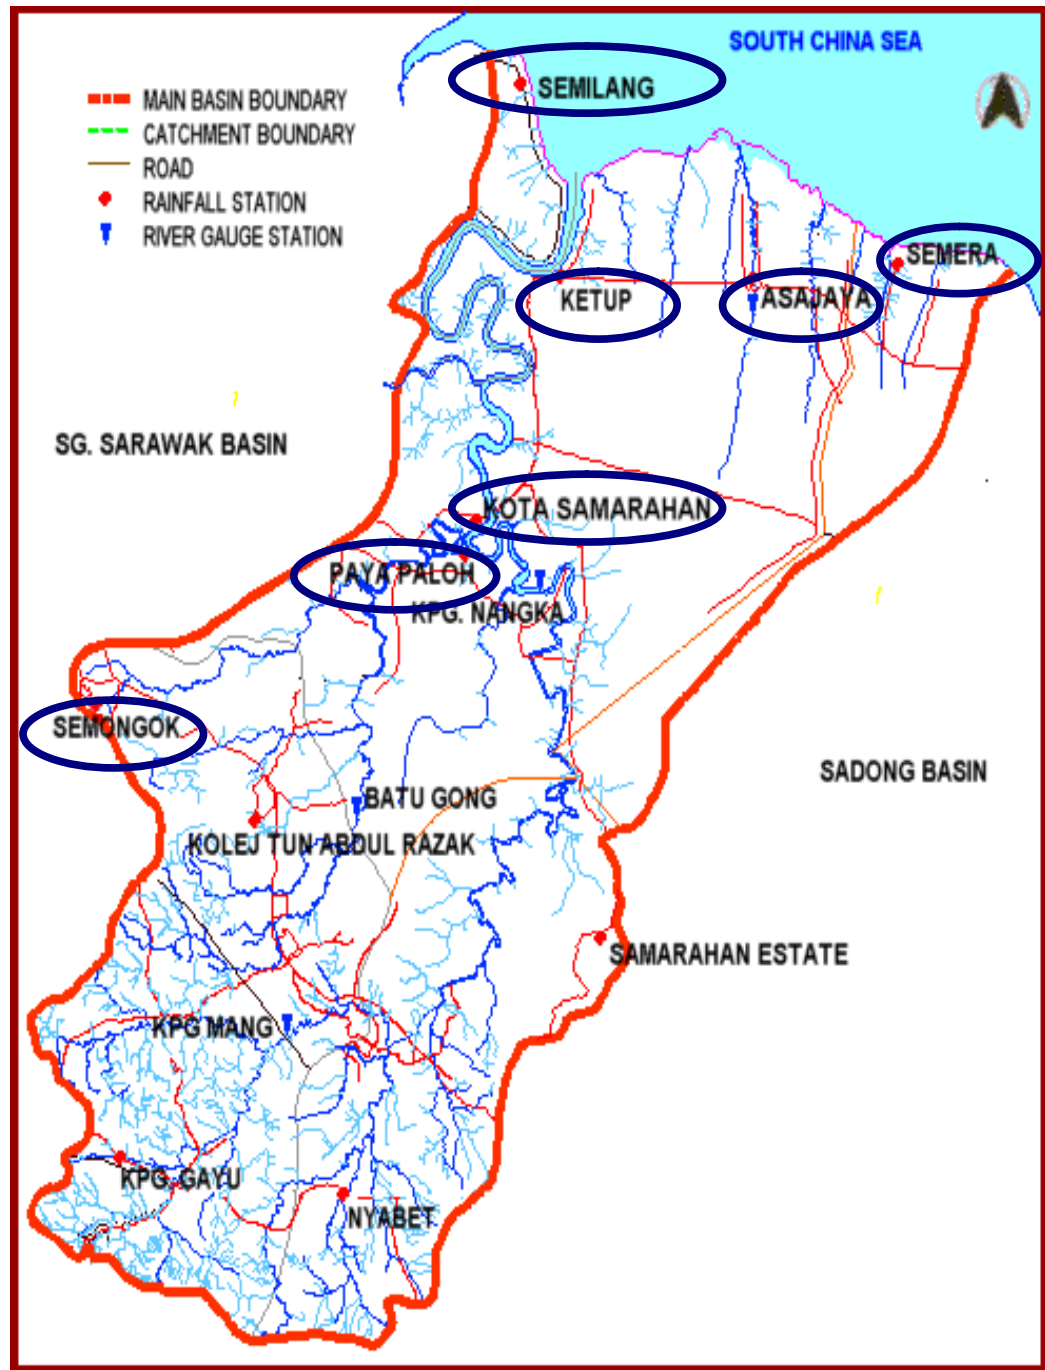 SOUTH CHINA SEA
SEMILANG
MAIN BASIN BOUNDARY
CATCHMENT BOUNDARY
ROAD
RAINFALL STATION
RIVER GAUGE STATION
SEMERA
KETUP
ASAJAYA
SG. SARAWAK BASIN
KOTA SAMARAHAN
PAYA PALOH
KPG. NANGKA
SEMONGOK
SADONG BASIN
BATU GONG
KOLEJ TUN ABDUL RAZAK
SAMARAHAN ESTATE
KPG MANG
KPG. GAYU
NYABET